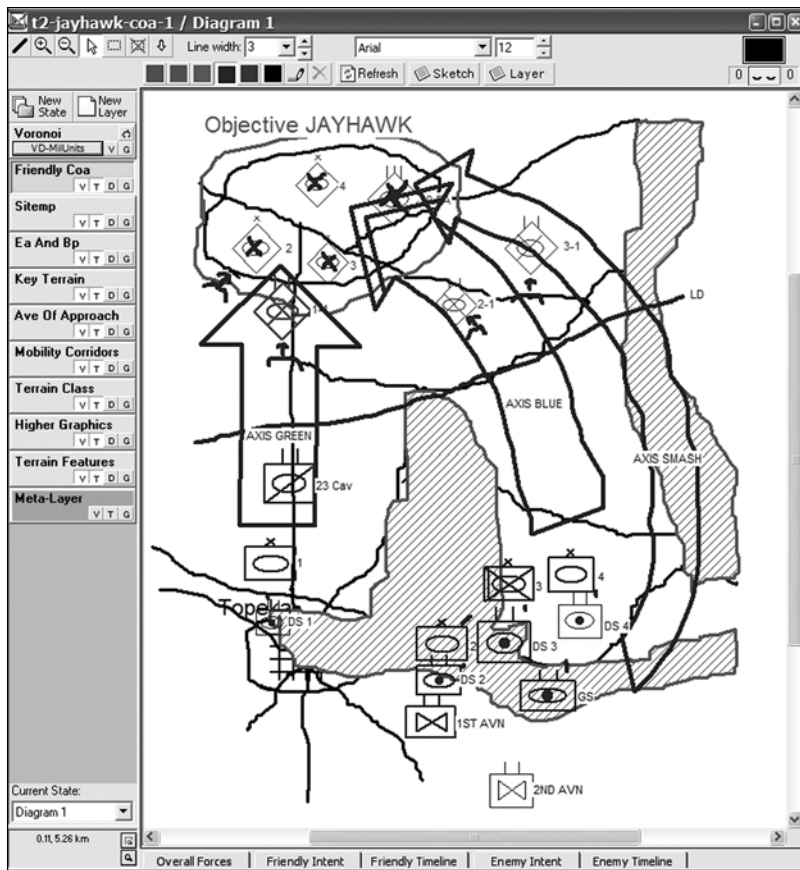 t2-jayhawk-coa-1 / Diagram 1
Line width: 3
Arial
12
Refresh
Sketch
Layer
0
0
New State
New Layer
Voronoi
VD-MilUnits V G
Friendly Coa
V T D G
Sitemp
V T D G
Ea And Bp
V T D G
Key Terrain
V T D G
Ave Of Approach
V T D G
Mobility Corridors
V T D G
Terrain Class
V T D G
Higher Graphics
V T D G
Terrain Features
V T D G
Meta-Layer
V T G
Current State:
Diagram 1
0.11, 5.26 km
Objective JAYHAWK
4
2
3
3-1
2-1
LD
AXIS GREEN
AXIS BLUE
AXIS SMASH
23 Cav
1
3
4
Topeka
DS 1
DS 4
2
DS 3
DS 2
GS
1ST AVN
2ND AVN
Overall Forces
Friendly Intent
Friendly Timeline
Enemy Intent
Enemy Timeline